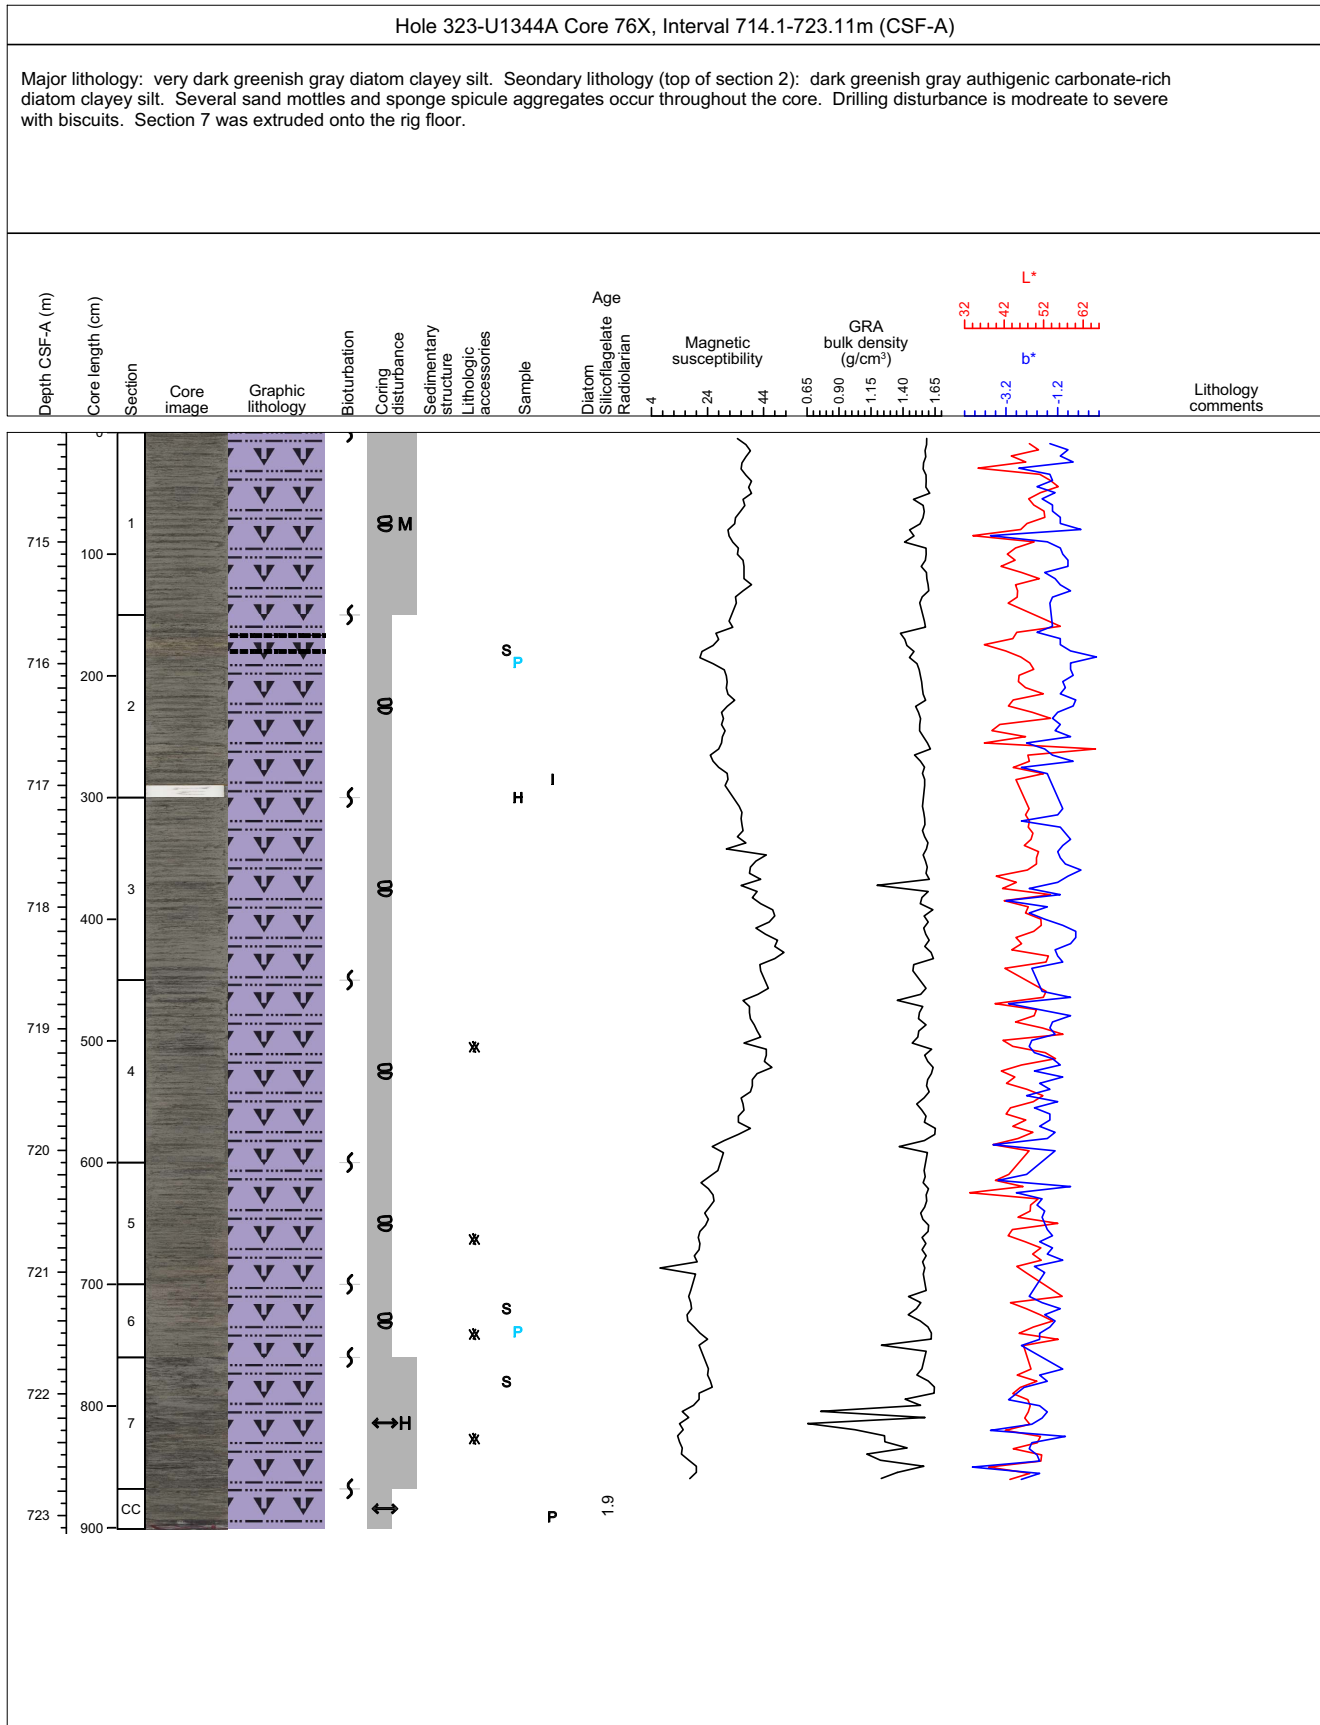 Hole 323-U1344A Core 76X, Interval 714.1-723.11m (CSF-A)
Major lithology: very dark greenish gray diatom clayey silt. Seondary lithology (top of section 2): dark greenish gray authigenic carbonate-rich
diatom clayey silt. Several sand mottles and sponge spicule aggregates occur throughout the core. Drilling disturbance is modreate to severe
with biscuits. Section 7 was extruded onto the rig floor.
Depth CSF-A (m)
Core length (cm)
Section
Core
image
Graphic
lithology
Bioturbation
Coring
disturbance
Sedimentary
structure
Lithologic
accessories
Sample
Age
Diatom
Silicoflagelate
Radiolarian
Magnetic
susceptibility
4 24 44
GRA
bulk density
(g/cm³)
0.65 0.90 1.15 1.40 1.65
L*
32 42 52 62
b*
-3.2 -1.2
Lithology
comments
0
1
M
715
100
S
P
716
200
2
717
I
300
H
3
718
400
719
500
4
720
600
5
721
700
S
6
P
S
722
800
7
H
1.9
CC
723
P
900